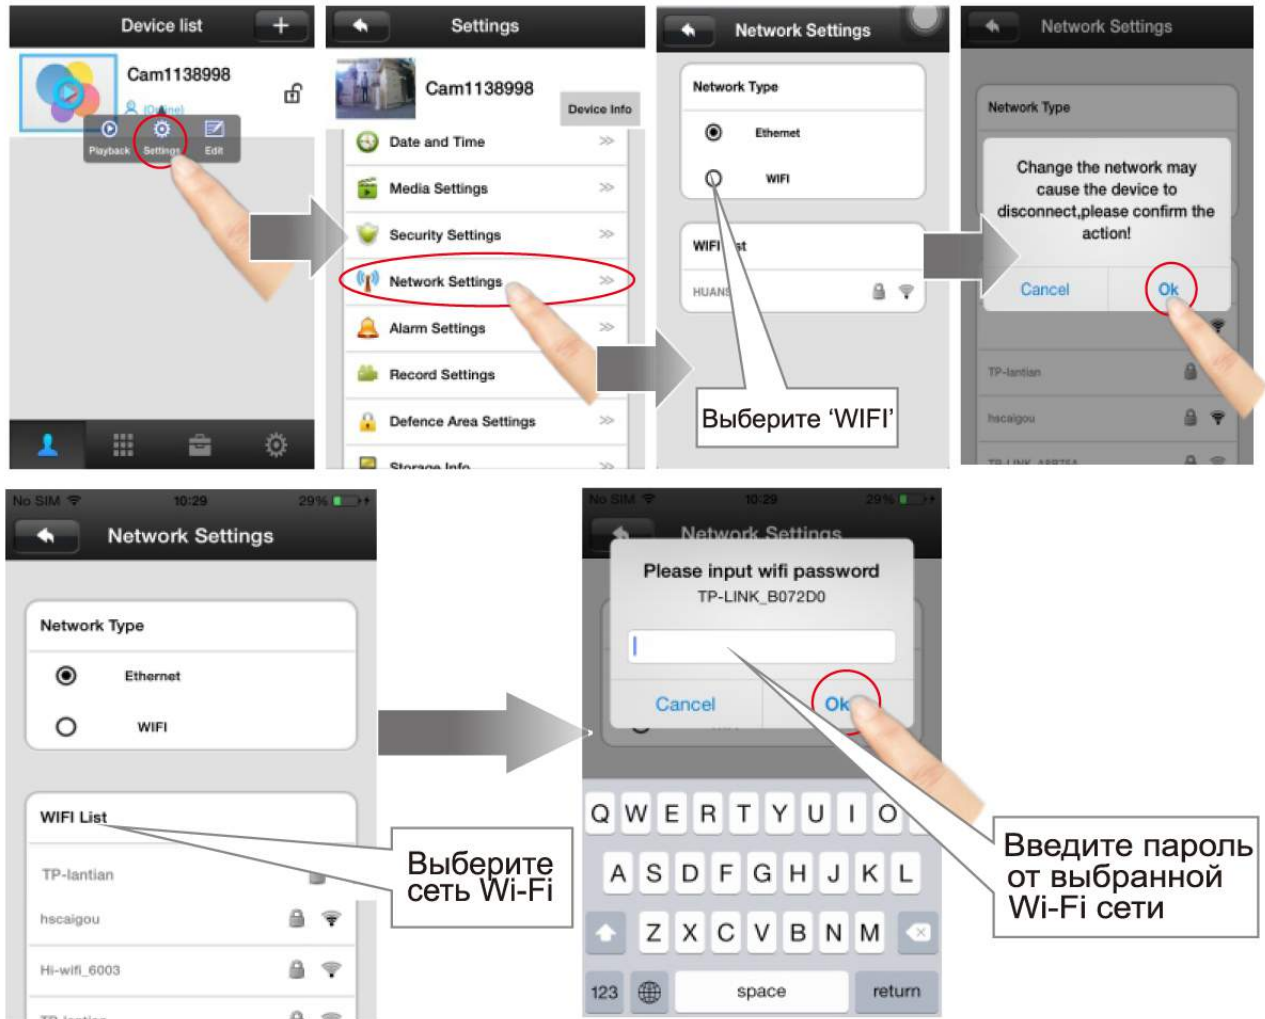 Device list
+
Cam1138998
Playback
Settings
Edit
Settings
Cam1138998
Device Info
Date and Time
Media Settings
Security Settings
Network Settings
Alarm Settings
Record Settings
Defence Area Settings
Storage Info
Network Settings
Network Type
Ethernet
WIFI
WIFI
Выберите ‘WIFI’
Network Settings
Network Type
Change the network may
cause the device to
disconnect,please confirm the
action!
Cancel
Ok
TP-lantian
hscaigou
No SIM
10:29
29%
Network Settings
Network Type
Ethernet
WIFI
WIFI List
TP-lantian
hscaigou
Hi-wifi_6003
TP-lantian
Выберите
сеть Wi-Fi
No SIM
10:29
29%
Network Settings
Please input wifi password
TP-LINK_B072D0
Cancel
Ok
Q W E R T Y U I O
A S D F G H J K L
Z X C V B N M
123
space
return
Введите пароль
от выбранной
Wi-Fi сети